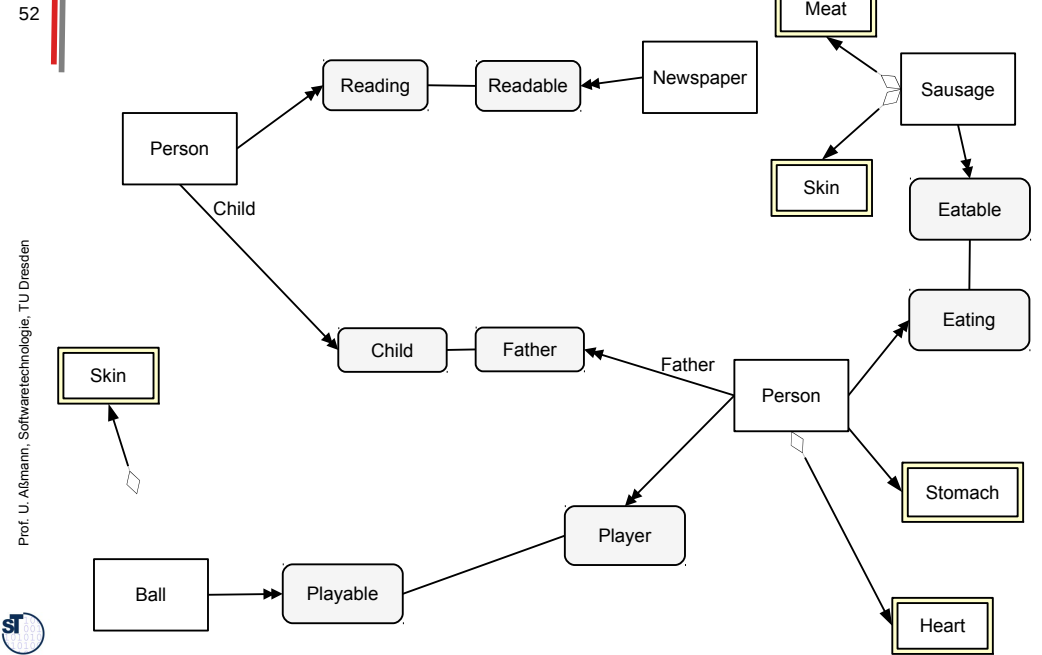 52
Meat
Reading
Readable
Newspaper
Sausage
Person
Skin
Child
Eatable
Eating
Child
Father
Father
Skin
Person
Stomach
Player
Ball
Playable
Heart
Prof. U. Aßmann, Softwaretechnologie, TU Dresden
ST